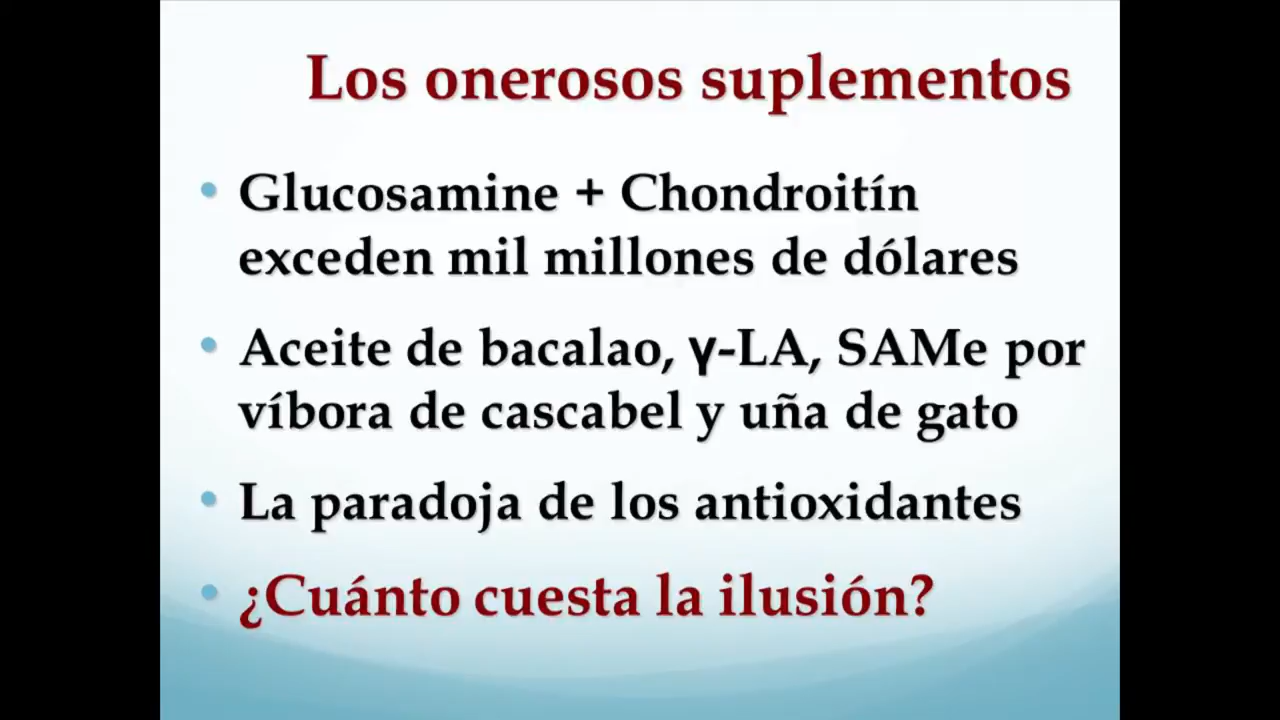 Los onerosos suplementos
• Glucosamine + Chondroitín
exceden mil millones de dólares
• Aceite de bacalao, γ-LA, SAMe por
víbora de cascabel y uña de gato
• La paradoja de los antioxidantes
• ¿Cuánto cuesta la ilusión?